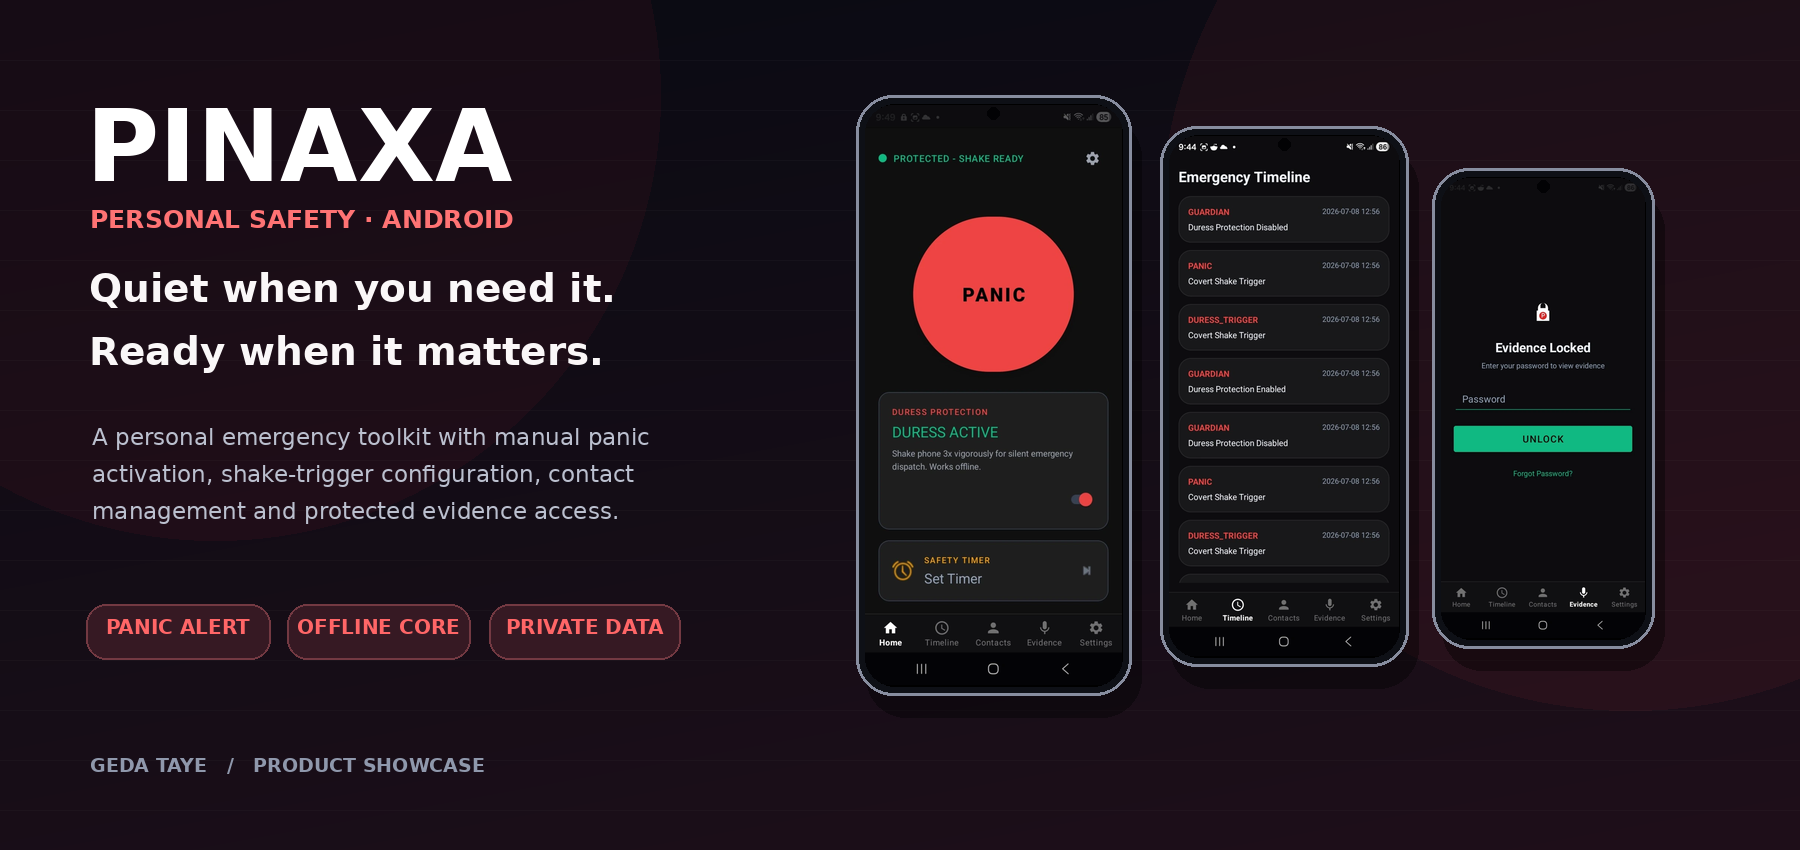 PINAXA
PERSONAL SAFETY · ANDROID
Quiet when you need it.
Ready when it matters.
A personal emergency toolkit with manual panic
activation, shake-trigger configuration, contact
management and protected evidence access.
PANIC ALERT
OFFLINE CORE
PRIVATE DATA
GEDA TAYE / PRODUCT SHOWCASE
9:49
85
PROTECTED - SHAKE READY
PANIC
DURESS PROTECTION
DURESS ACTIVE
Shake phone 3x vigorously for silent emergency
dispatch. Works offline.
SAFETY TIMER
Set Timer
Home Timeline Contacts Evidence Settings
9:44
86
Emergency Timeline
GUARDIAN 2026-07-08 12:56
Duress Protection Disabled
PANIC 2026-07-08 12:56
Covert Shake Trigger
DURESS_TRIGGER 2026-07-08 12:56
Covert Shake Trigger
GUARDIAN 2026-07-08 12:56
Duress Protection Enabled
GUARDIAN 2026-07-08 12:56
Duress Protection Disabled
PANIC 2026-07-08 12:56
Covert Shake Trigger
DURESS_TRIGGER 2026-07-08 12:56
Covert Shake Trigger
Home Timeline Contacts Evidence Settings
9:44
Evidence Locked
Enter your password to view evidence
Password
UNLOCK
Forgot Password?
Home Timeline Contacts Evidence Settings